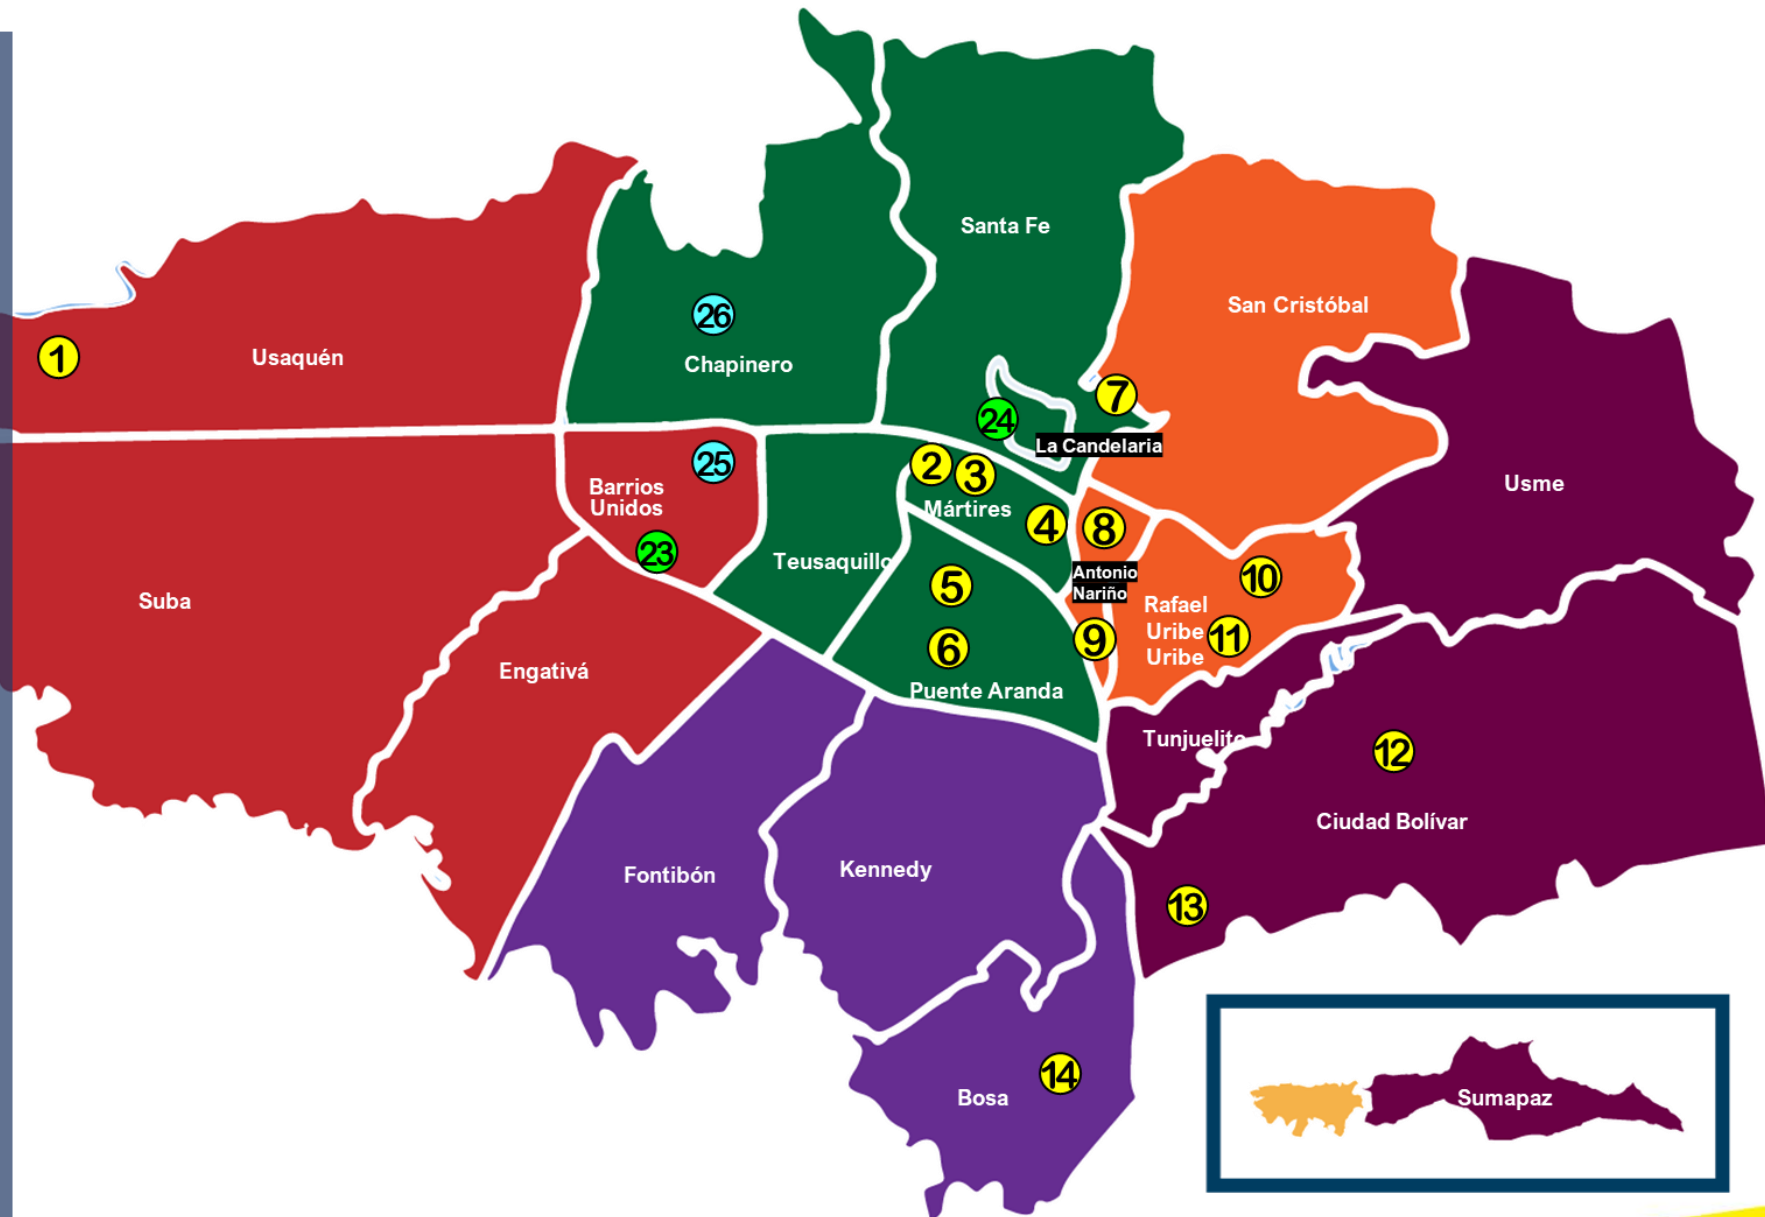 Santa Fe
San Cristóbal
26
1
Usaquén
Chapinero
7
24
La Candelaria
25
2
3
Barrios
Unidos
Mártires
4
8
Usme
23
Teusaquillo
5
Antonio
Nariño
10
Suba
Rafael
Uribe
Uribe
11
9
6
Engativá
Puente Aranda
Tunjuelito
12
Ciudad Bolívar
Fontibón
Kennedy
13
14
Bosa
Sumapaz